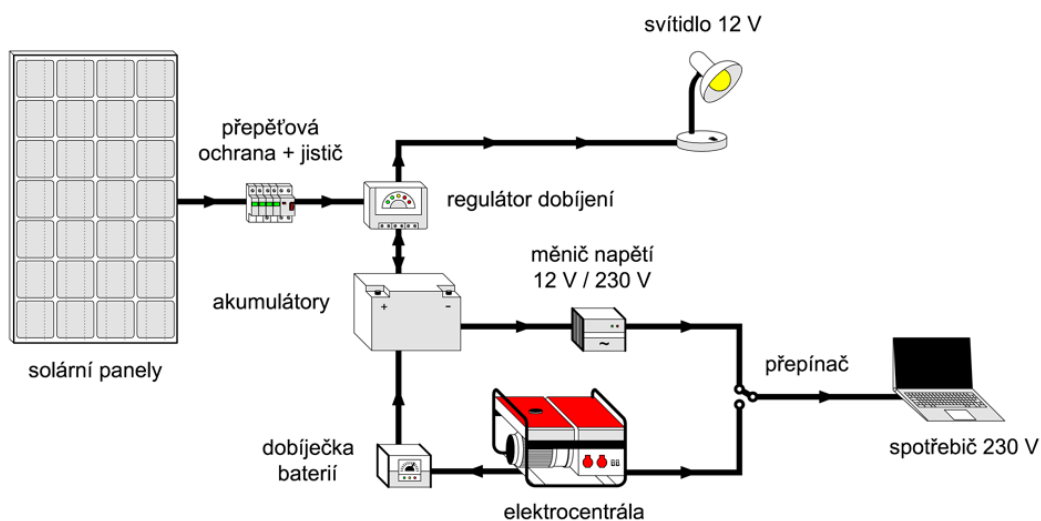 svítidlo 12 V
přepěťová
ochrana + jistič
regulátor dobíjení
měnič napětí
12 V / 230 V
akumulátory
+ −
~
solární panely
přepínač
dobíječka
baterií
spotřebič 230 V
elektrocentrála